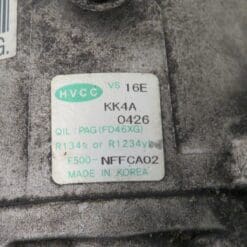 HVCC VS 16E
KK4A
0426
OIL : PAG (FD46XG)
R134a or R1234yf
F500-NFFCA02
MADE IN KOREA